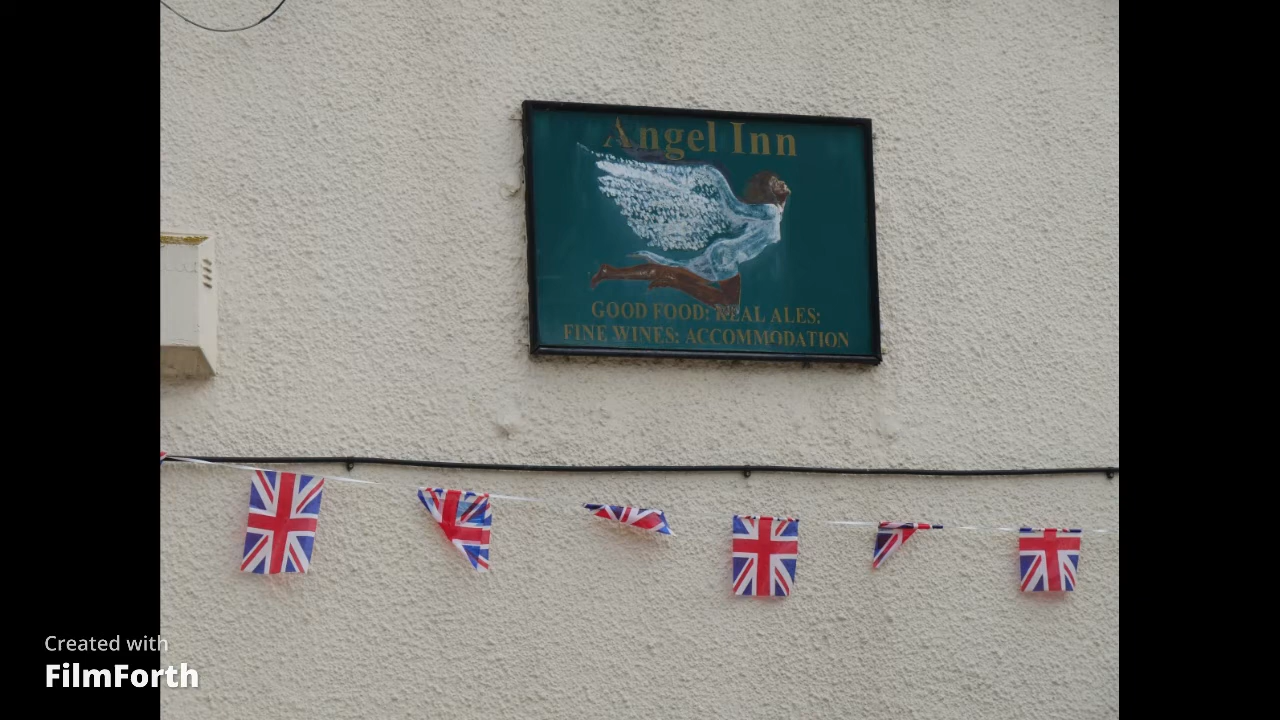 Angel Inn
GOOD FOOD: REAL ALES:
FINE WINES: ACCOMMODATION
Created with
FilmForth